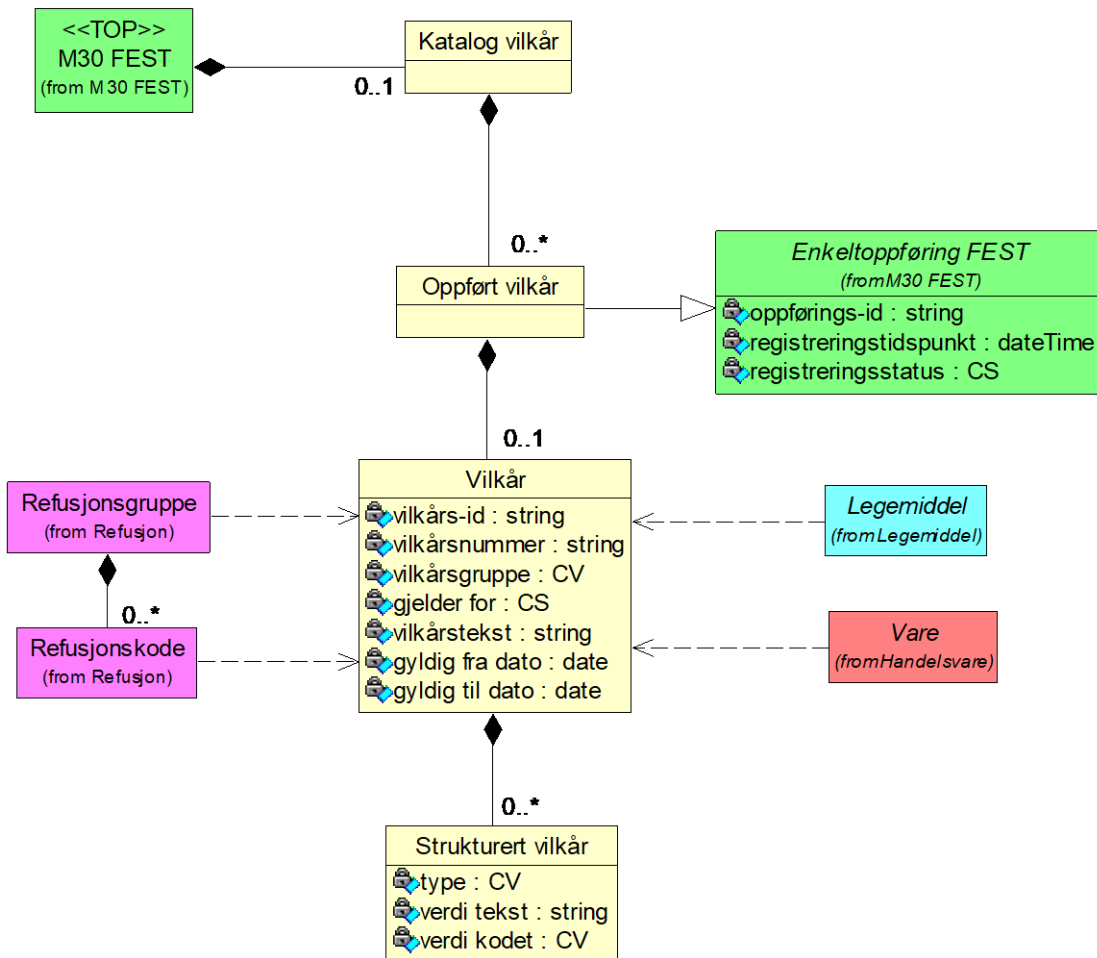 <<TOP>>
M30 FEST
(from M30 FEST)
0..1
Katalog vilkår
0..*
Oppført vilkår
Enkeltoppføring FEST
(fromM30 FEST)
oppførings-id : string
registreringstidspunkt : dateTime
registreringsstatus : CS
0..1
Vilkår
vilkårs-id : string
vilkårsnummer : string
vilkårsgruppe : CV
gjelder for : CS
vilkårstekst : string
gyldig fra dato : date
gyldig til dato : date
Refusjonsgruppe
(from Refusjon)
0..*
Refusjonskode
(from Refusjon)
Legemiddel
(fromLegemiddel)
Vare
(fromHandelsvare)
0..*
Strukturert vilkår
type : CV
verdi tekst : string
verdi kodet : CV